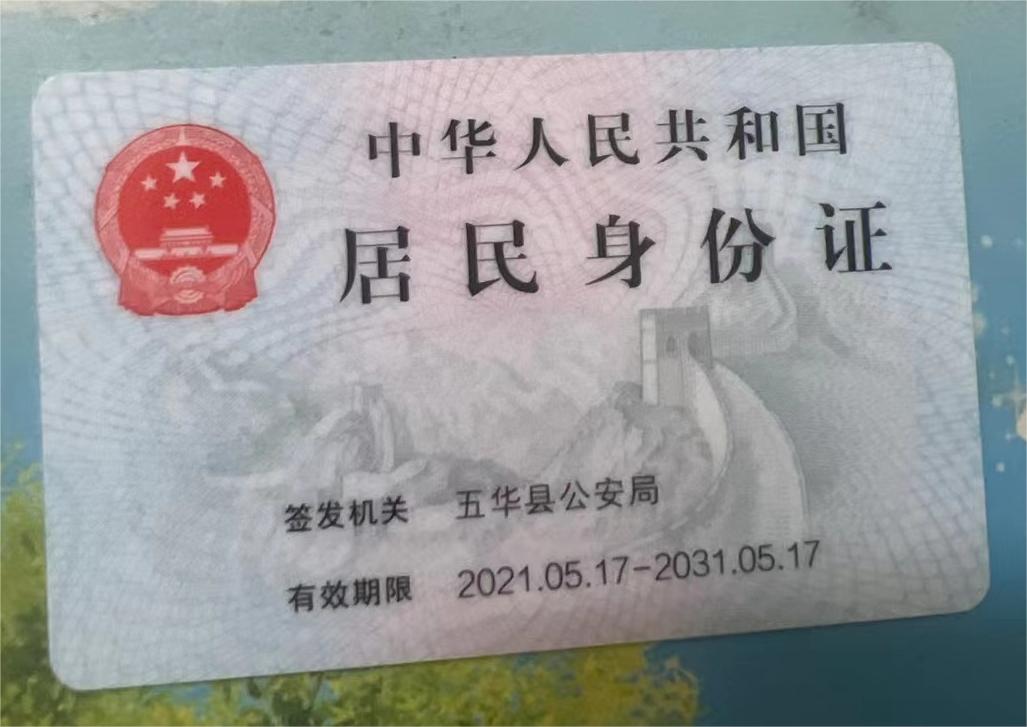 中华人民共和国
居民身份证
签发机关 五华县公安局
有效期限 2021.05.17-2031.05.17